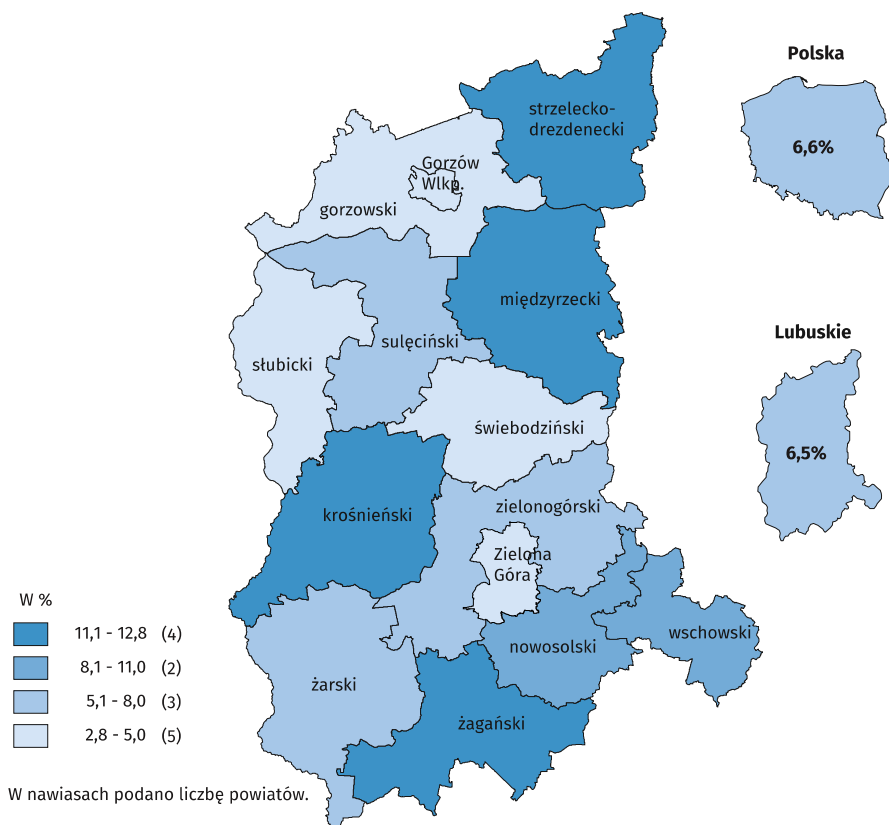 Polska
6,6%
strzelecko-
drezdenecki
Gorzów
Wlkp.
gorzowski
międzyrzecki
Lubuskie
6,5%
sulęciński
słubicki
świebodziński
zielonogórski
krośnieński
Zielona
Góra
W %
11,1 - 12,8 (4)
8,1 - 11,0 (2)
5,1 - 8,0 (3)
2,8 - 5,0 (5)
nowosolski
wschowski
żarski
żagański
W nawiasach podano liczbę powiatów.